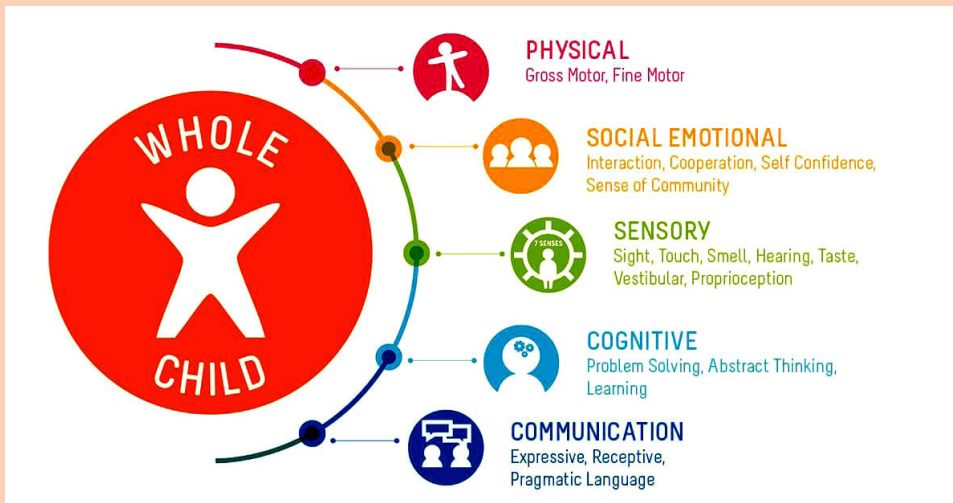 WHOLE
CHILD
PHYSICAL
Gross Motor, Fine Motor
SOCIAL EMOTIONAL
Interaction, Cooperation, Self Confidence,
Sense of Community
7 SENSES
SENSORY
Sight, Touch, Smell, Hearing, Taste,
Vestibular, Proprioception
COGNITIVE
Problem Solving, Abstract Thinking,
Learning
COMMUNICATION
Expressive, Receptive,
Pragmatic Language